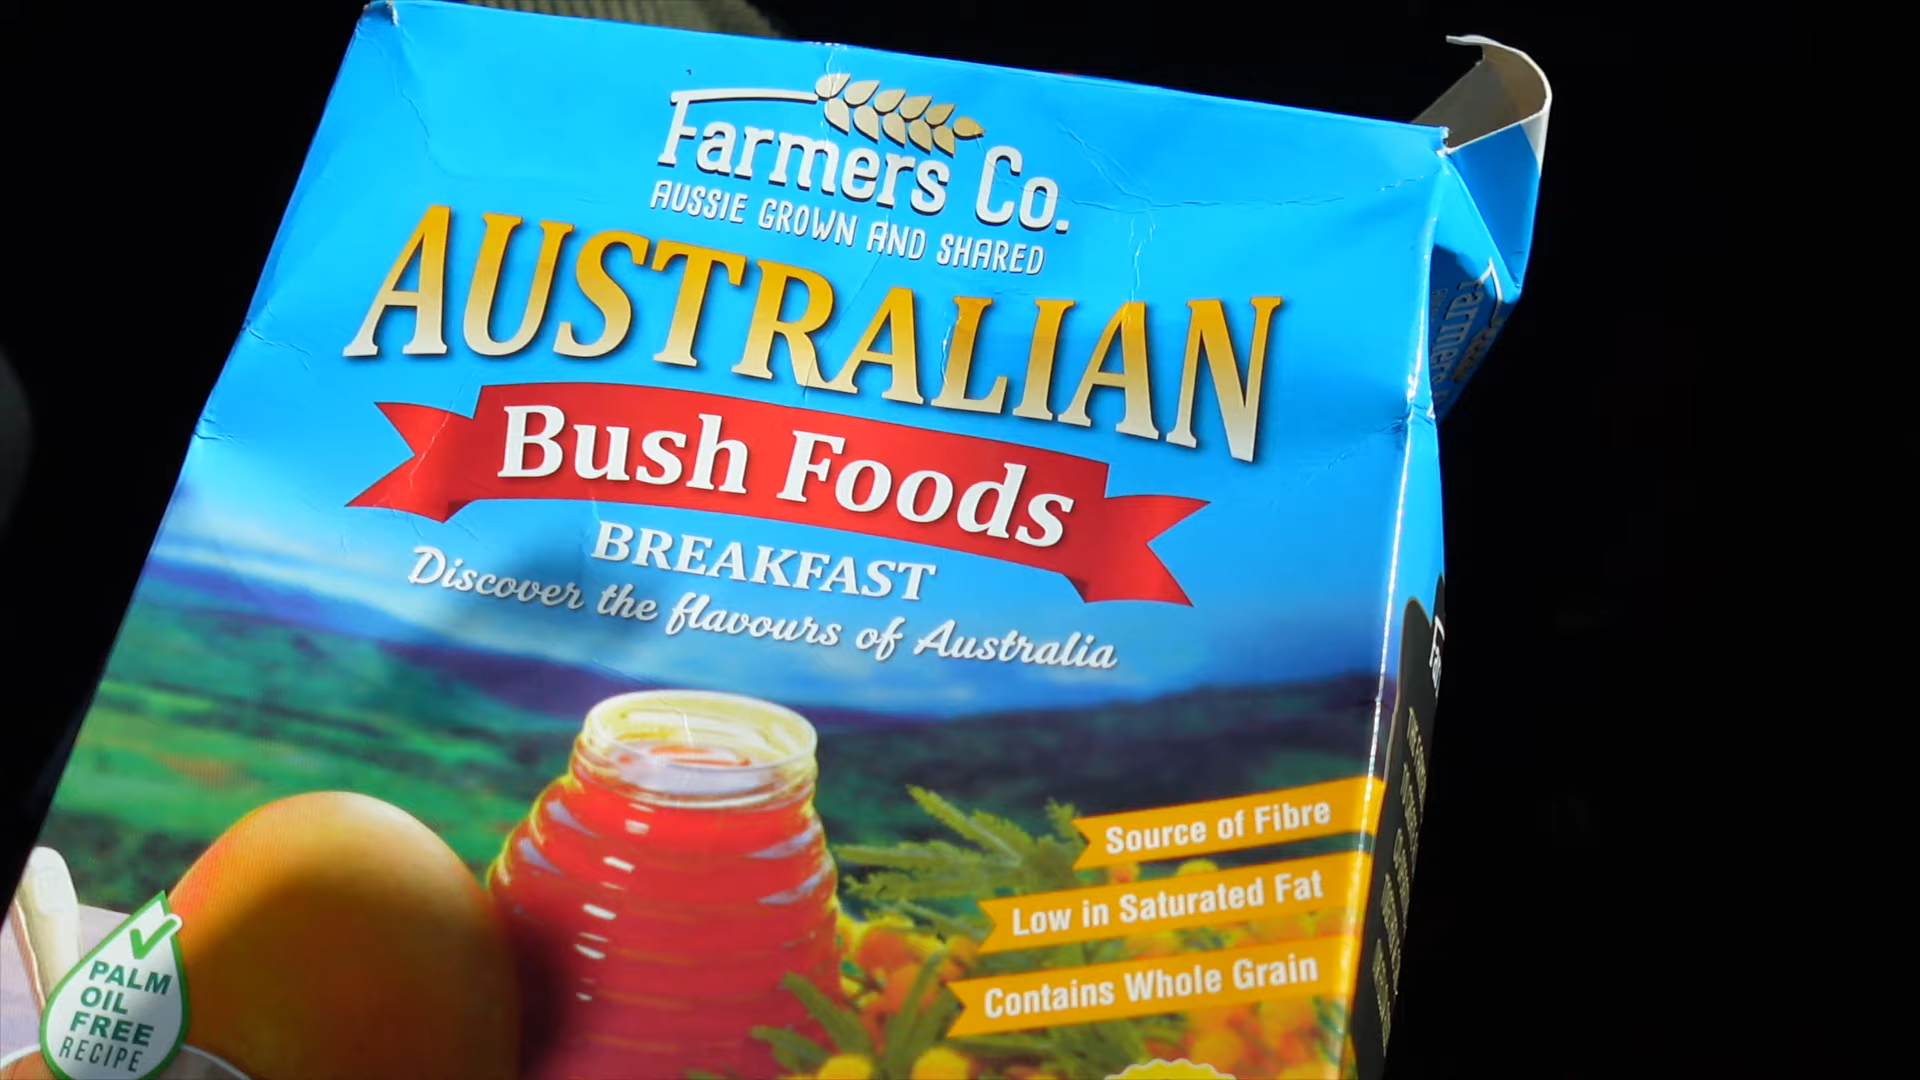 Farmers Co.
AUSSIE GROWN AND SHARED
AUSTRALIAN
Bush Foods
BREAKFAST
Discover the flavours of Australia
Source of Fibre
Low in Saturated Fat
Contains Whole Grain
PALM
OIL
FREE
RECIPE
Farmers